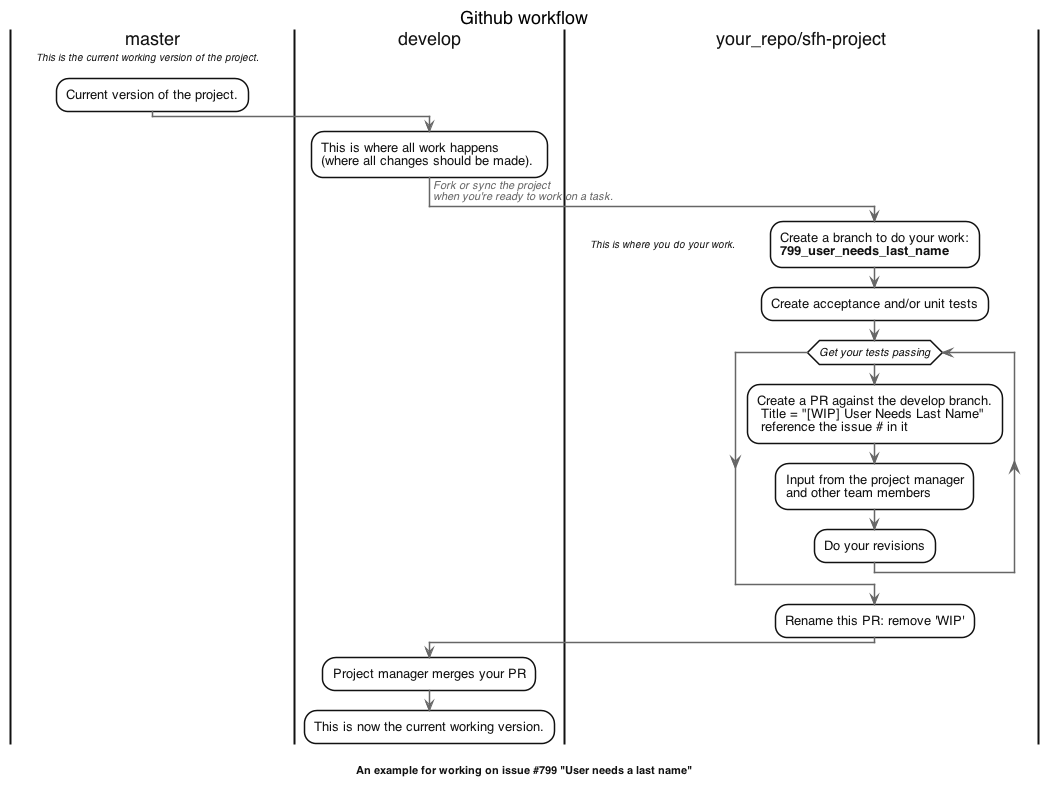 Github workflow
master
develop
your_repo/sfh-project
This is the current working version of the project.
Current version of the project.
This is where all work happens
(where all changes should be made).
Fork or sync the project
when you're ready to work on a task.
This is where you do your work.
Create a branch to do your work:
799_user_needs_last_name
Create acceptance and/or unit tests
Get your tests passing
Create a PR against the develop branch.
Title = "[WIP] User Needs Last Name"
reference the issue # in it
Input from the project manager
and other team members
Do your revisions
Rename this PR: remove 'WIP'
Project manager merges your PR
This is now the current working version.
An example for working on issue #799 "User needs a last name"